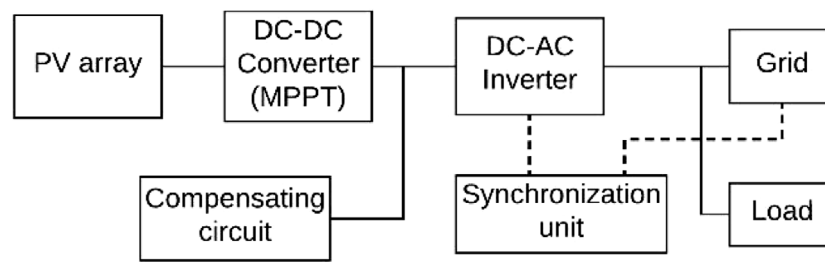 PV array
DC-DC
Converter
(MPPT)
DC-AC
Inverter
Grid
Compensating
circuit
Synchronization
unit
Load